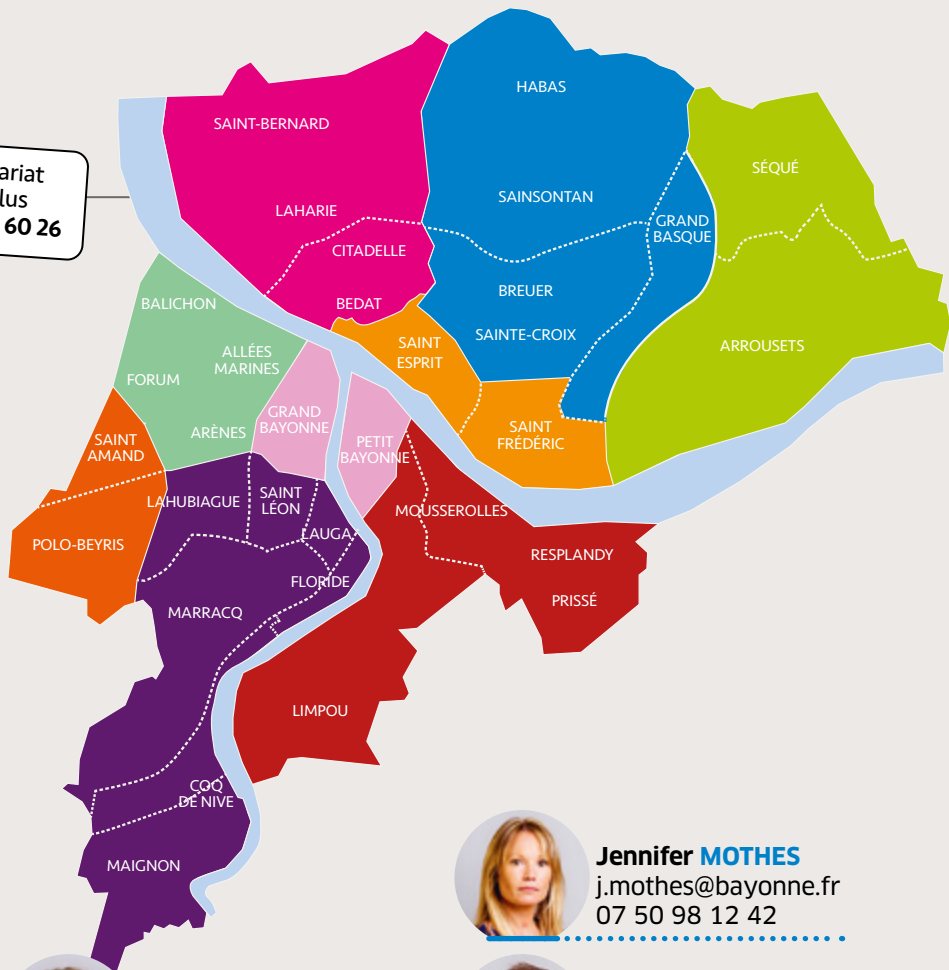 HABAS
SAINT-BERNARD
SÉQUÉ
ariat
lus
60 26
SAINSONTAN
LAHARIE
GRAND
BASQUE
CITADELLE
BREUER
BALICHON
BEDAT
SAINTE-CROIX
SAINT
ESPRIT
ARROUSETS
ALLÉES
MARINES
FORUM
GRAND
BAYONNE
ARÈNES
SAINT
FRÉDÉRIC
SAINT
AMAND
PETIT
BAYONNE
LAHUBIAGUE
SAINT
LÉON
MOUSSEROLLES
LAUGA
POLO-BEYRIS
RESPLANDY
FLORIDE
PRISSÉ
MARRACQ
LIMPOU
COQ
DE NIVE
MAIGNON
Jennifer MOTHES
j.mothes@bayonne.fr
07 50 98 12 42